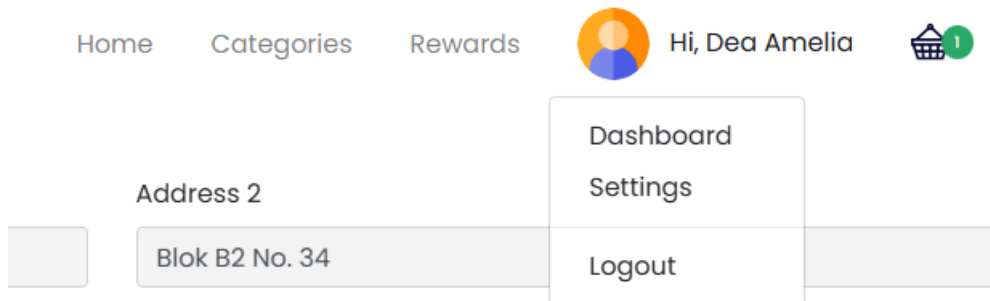 Home Categories Rewards Hi, Dea Amelia 1
Dashboard
Settings
Logout
Address 2
Blok B2 No. 34